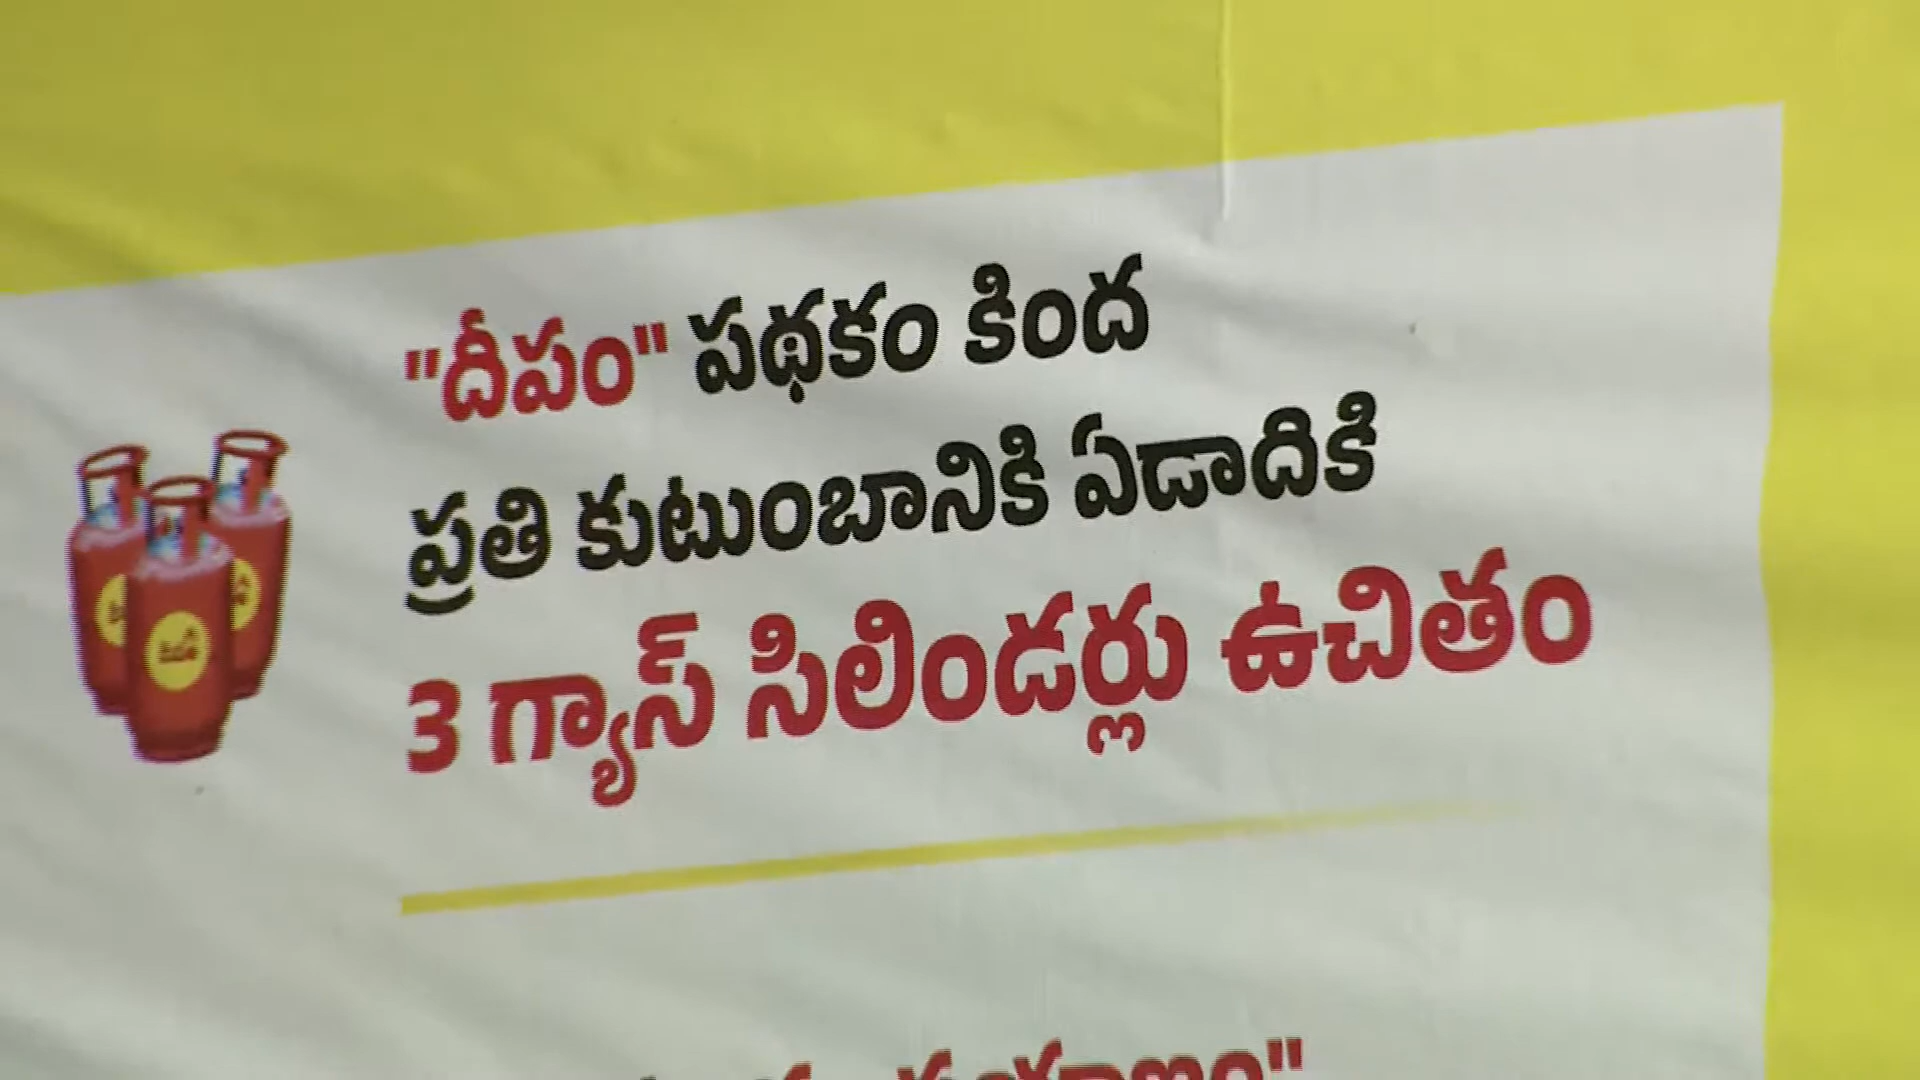 "దీపం" పథకం కింద
ప్రతి కుటుంబానికి ఏడాదికి
3 గ్యాస్ సిలిండర్లు ఉచితం